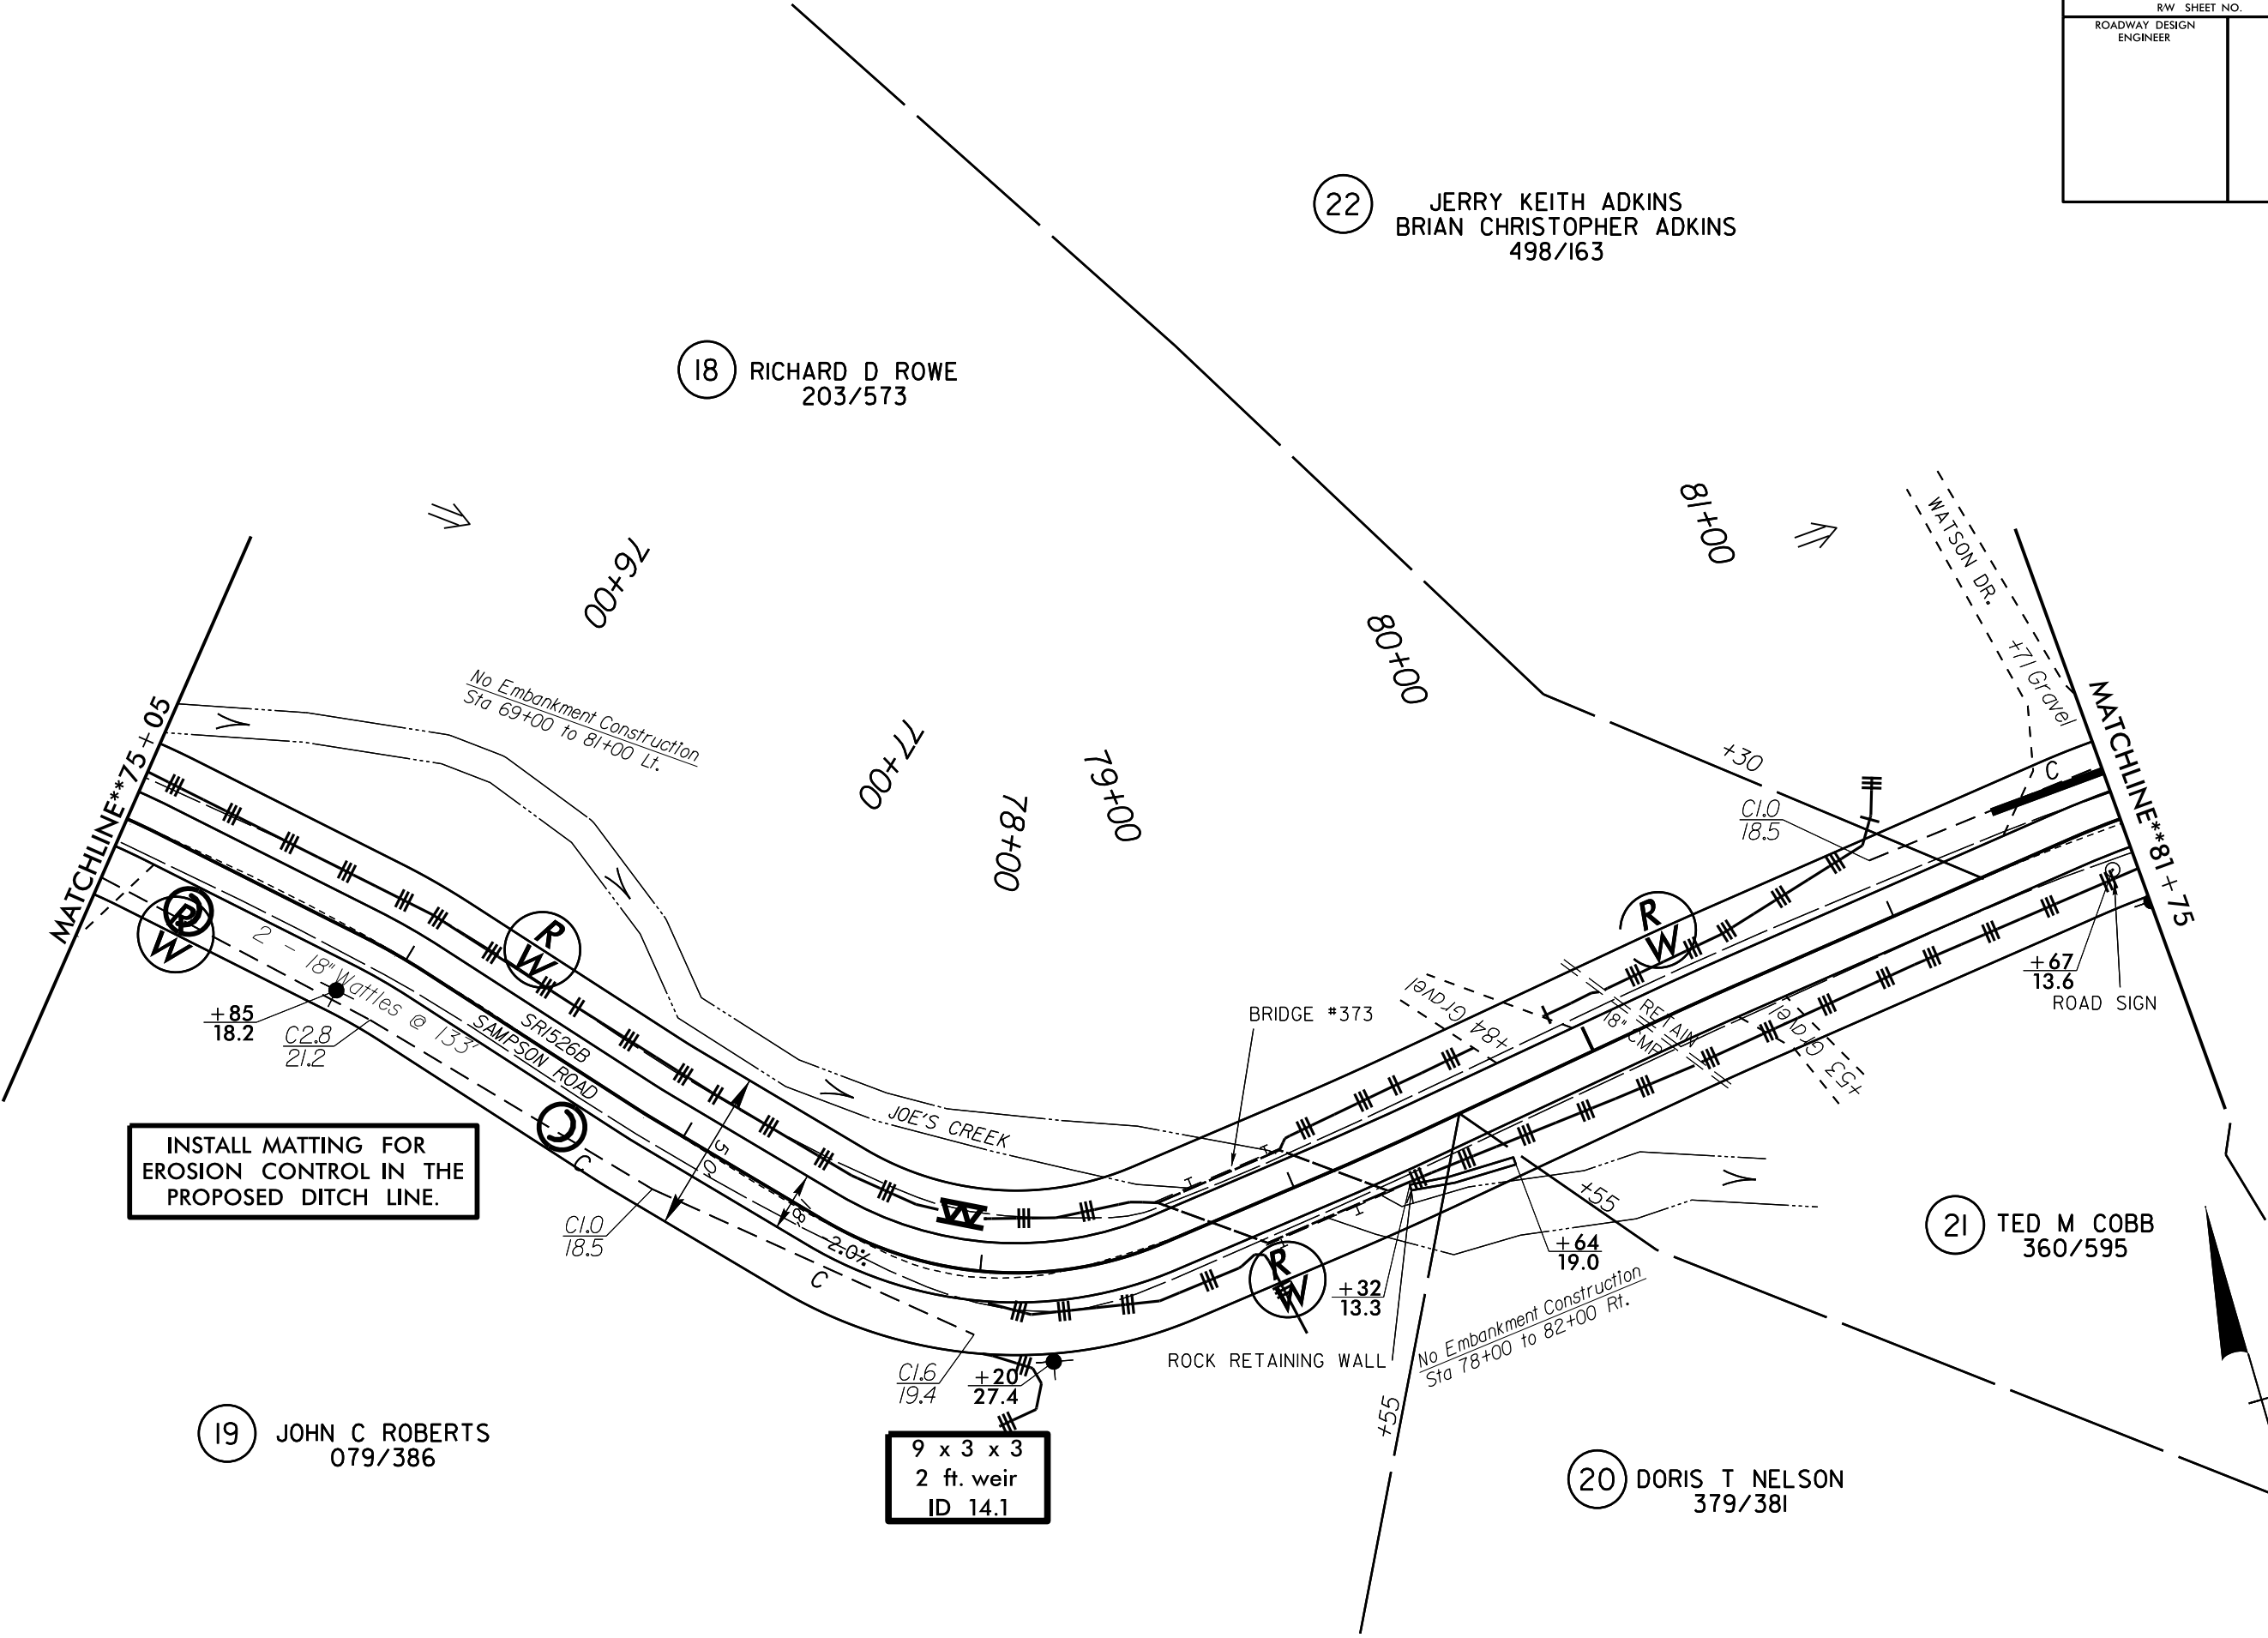 R/W SHEET NO.
ROADWAY DESIGN
ENGINEER
22
JERRY KEITH ADKINS
BRIAN CHRISTOPHER ADKINS
498/163
18
RICHARD D ROWE
203/573
76+00
77+00
78+00
79+00
80+00
81+00
WATSON DR.
+71 Gravel
MATCHLINE**75+05
MATCHLINE**81+75
No Embankment Construction
Sta 69+00 to 81+00 Lt.
+30
C1.0
18.5
C
R
W
R
W
R
W
2 - 18" Wattles @ 133'
+85
18.2
C2.8
21.2
SR1526B
SAMPSON ROAD
BRIDGE #373
+84 Gravel
RETAIN
18" CMP
+53 Gravel
+67
13.6
ROAD SIGN
JOE'S CREEK
INSTALL MATTING FOR
EROSION CONTROL IN THE
PROPOSED DITCH LINE.
C
50'
18'
2.0%
C
C1.0
18.5
+55
21
TED M COBB
360/595
+64
19.0
R
W
+32
13.3
ROCK RETAINING WALL
No Embankment Construction
Sta 78+00 to 82+00 Rt.
C1.6
19.4
+20
27.4
+55
19
JOHN C ROBERTS
079/386
9 x 3 x 3
2 ft. weir
ID 14.1
20
DORIS T NELSON
379/381